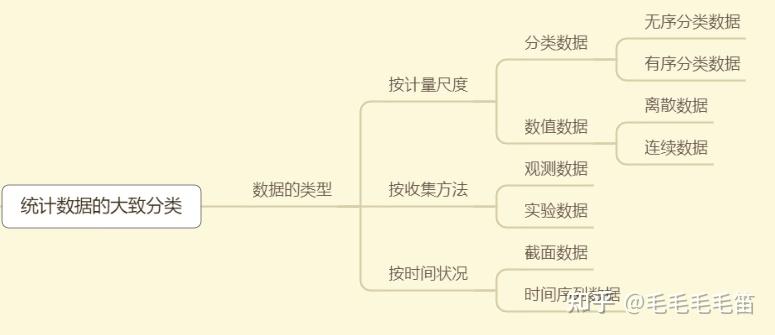 统计数据的大致分类
数据的类型
按计量尺度
分类数据
无序分类数据
有序分类数据
数值数据
离散数据
连续数据
按收集方法
观测数据
实验数据
按时间状况
截面数据
时间序列数据
知乎 @毛毛毛毛笛